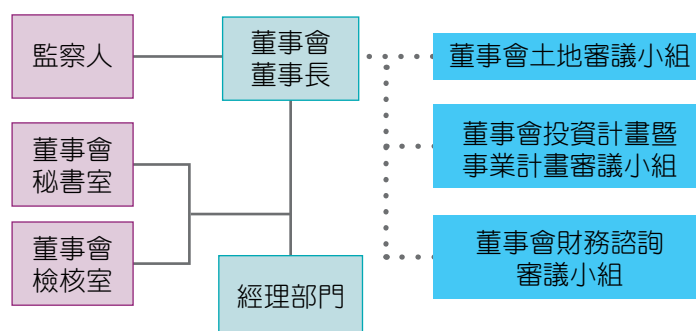 監察人
董事會
董事長
董事會土地審議小組
董事會投資計畫暨
事業計畫審議小組
董事會
秘書室
董事會
檢核室
董事會財務諮詢
審議小組
經理部門